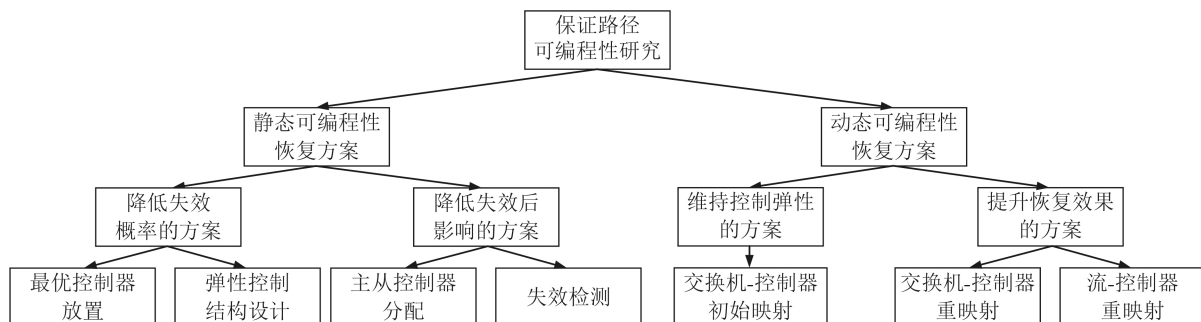 保证路径
可编程性研究
静态可编程性
恢复方案
动态可编程性
恢复方案
降低失效
概率的方案
降低失效后
影响的方案
维持控制弹性
的方案
提升恢复效果
的方案
最优控制器
放置
弹性控制
结构设计
主从控制器
分配
失效检测
交换机-控制器
初始映射
交换机-控制器
重映射
流-控制器
重映射